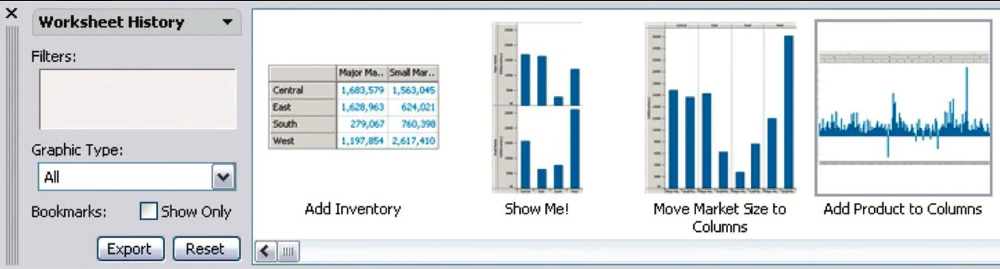 Worksheet History
Filters:
Graphic Type:
All
Bookmarks: Show Only
Export Reset
Major Ma.. Small Mar..
Central 1,683,579 1,563,045
East 1,628,963 624,021
South 279,067 760,398
West 1,197,854 2,617,410
Add Inventory
Show Me!
Move Market Size to
Columns
Add Product to Columns